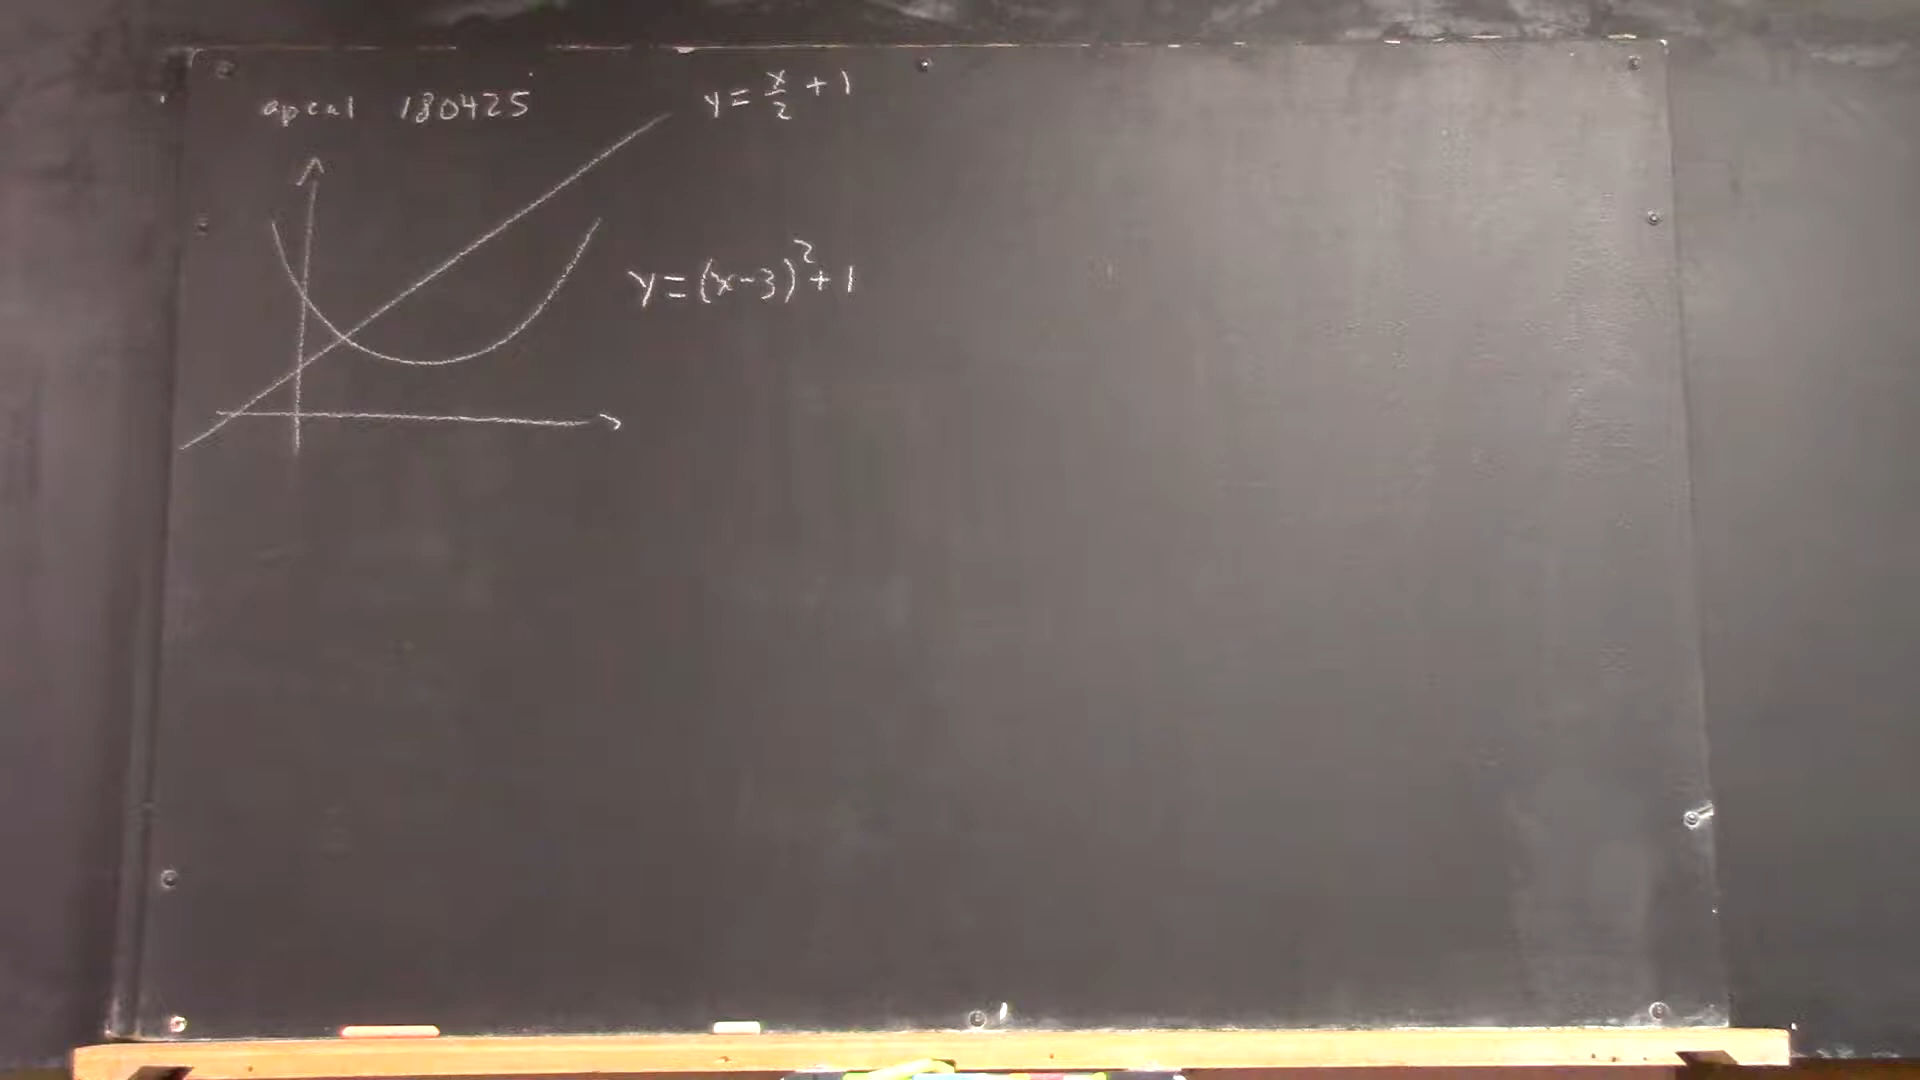 apcal 180425
y = x/2 + 1
y = (x-3)² + 1